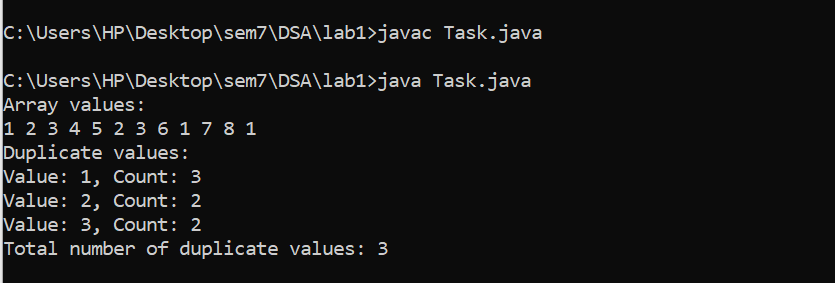 C:\Users\HP\Desktop\sem7\DSA\lab1>javac Task.java
C:\Users\HP\Desktop\sem7\DSA\lab1>java Task.java
Array values:
1 2 3 4 5 2 3 6 1 7 8 1
Duplicate values:
Value: 1, Count: 3
Value: 2, Count: 2
Value: 3, Count: 2
Total number of duplicate values: 3